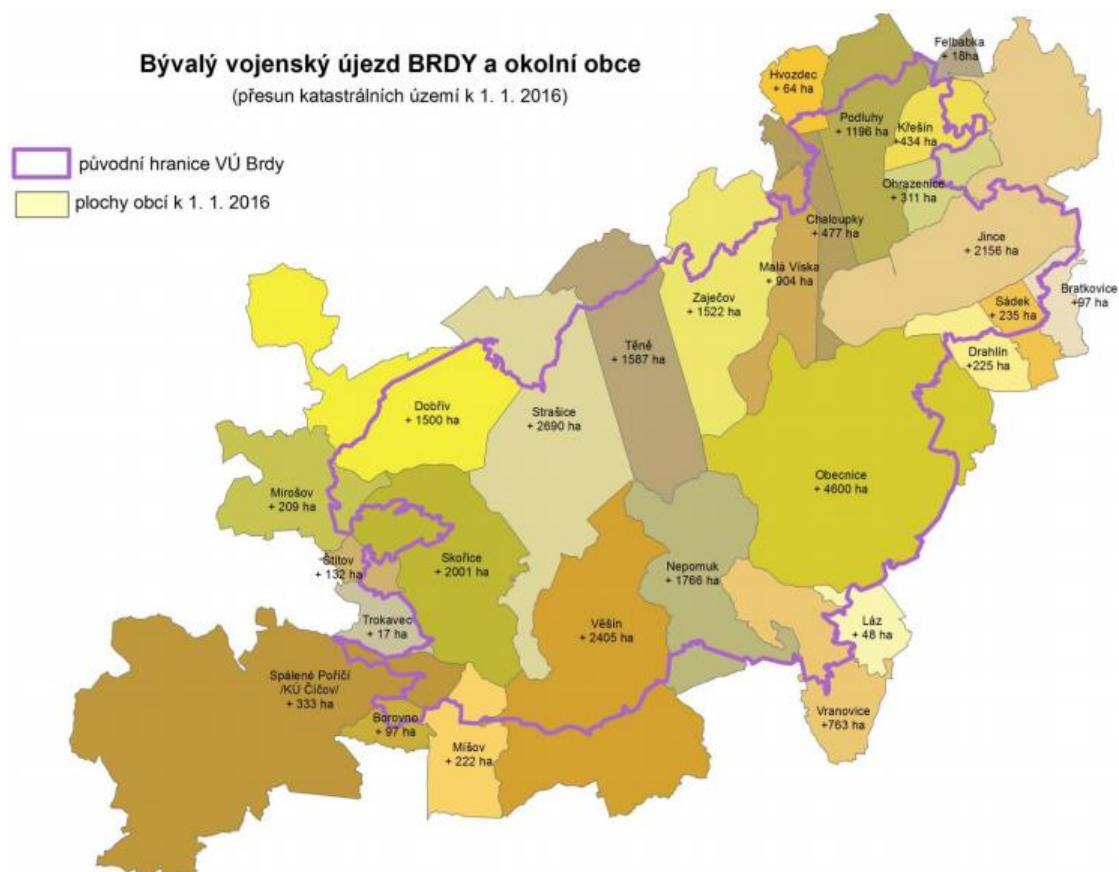 Bývalý vojenský újezd BRDY a okolní obce
(přesun katastrálních území k 1. 1. 2016)
původní hranice VÚ Brdy
plochy obcí k 1. 1. 2016
Felbabka
+ 18ha
Hvozdec
+ 64 ha
Podluhy
+ 1196 ha
Křešín
+434 ha
Ohrazenice
+ 311 ha
Chaloupky
+ 477 ha
Jince
+ 2156 ha
Malá Víska
+ 904 ha
Bratkovice
+97 ha
Sádek
+ 235 ha
Zaječov
+ 1522 ha
Těně
+ 1587 ha
Drahlín
+225 ha
Dobřív
+ 1500 ha
Strašice
+ 2690 ha
Obecnice
+ 4600 ha
Mirošov
+ 209 ha
Štítov
+ 132 ha
Skořice
+ 2001 ha
Nepomuk
+ 1766 ha
Trokavec
+ 17 ha
Věšín
+ 2405 ha
Láz
+ 48 ha
Spálené Poříčí
/KÚ Číčov/
+ 333 ha
Borovno
+ 97 ha
Míšov
+ 222 ha
Vranovice
+763 ha